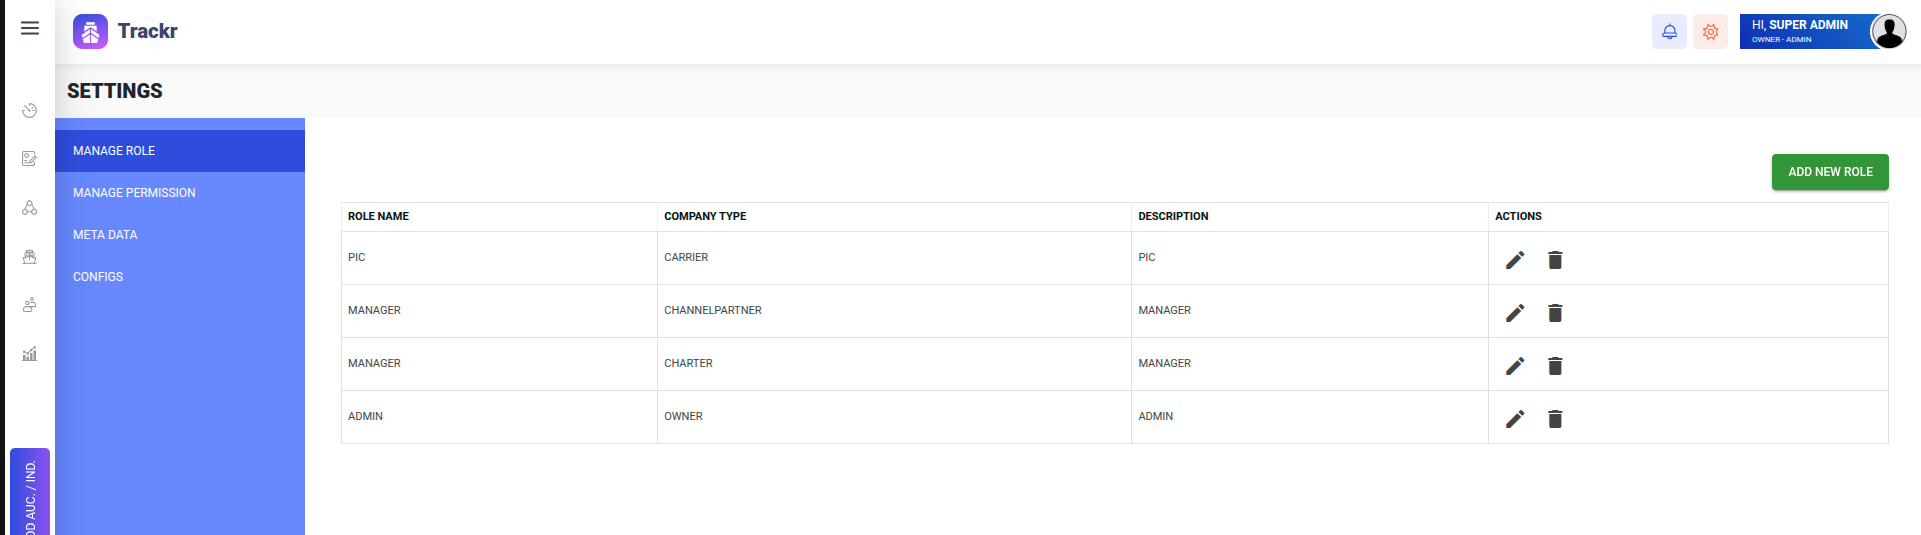 Trackr
HI, SUPER ADMIN
OWNER - ADMIN
SETTINGS
MANAGE ROLE
MANAGE PERMISSION
META DATA
CONFIGS
ADD NEW ROLE
ROLE NAME COMPANY TYPE DESCRIPTION ACTIONS
PIC CARRIER PIC
MANAGER CHANNELPARTNER MANAGER
MANAGER CHARTER MANAGER
ADMIN OWNER ADMIN
AUC. / IND.